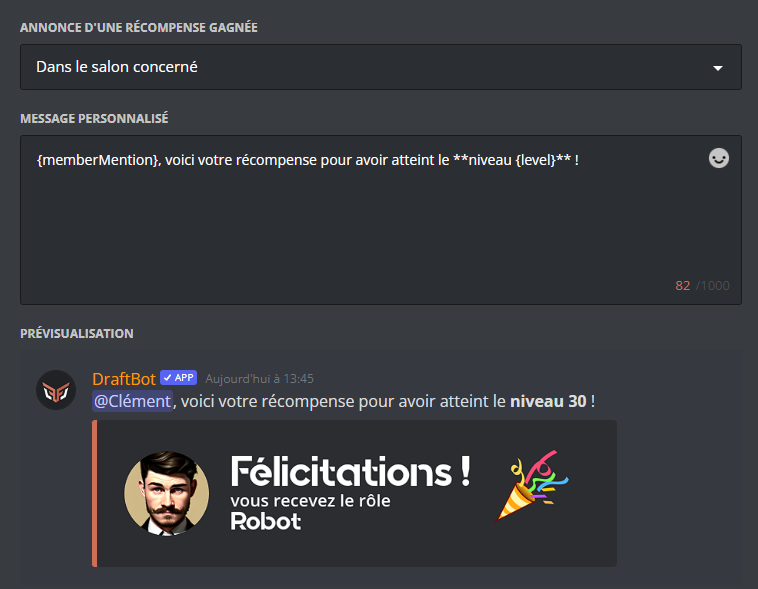 ANNONCE D'UNE RÉCOMPENSE GAGNÉE
Dans le salon concerné
MESSAGE PERSONNALISÉ
{memberMention}, voici votre récompense pour avoir atteint le **niveau {level}** !
82 /1000
PRÉVISUALISATION
DraftBot ✓ APP Aujourd'hui à 13:45
@Clément, voici votre récompense pour avoir atteint le niveau 30 !
Félicitations !
vous recevez le rôle
Robot